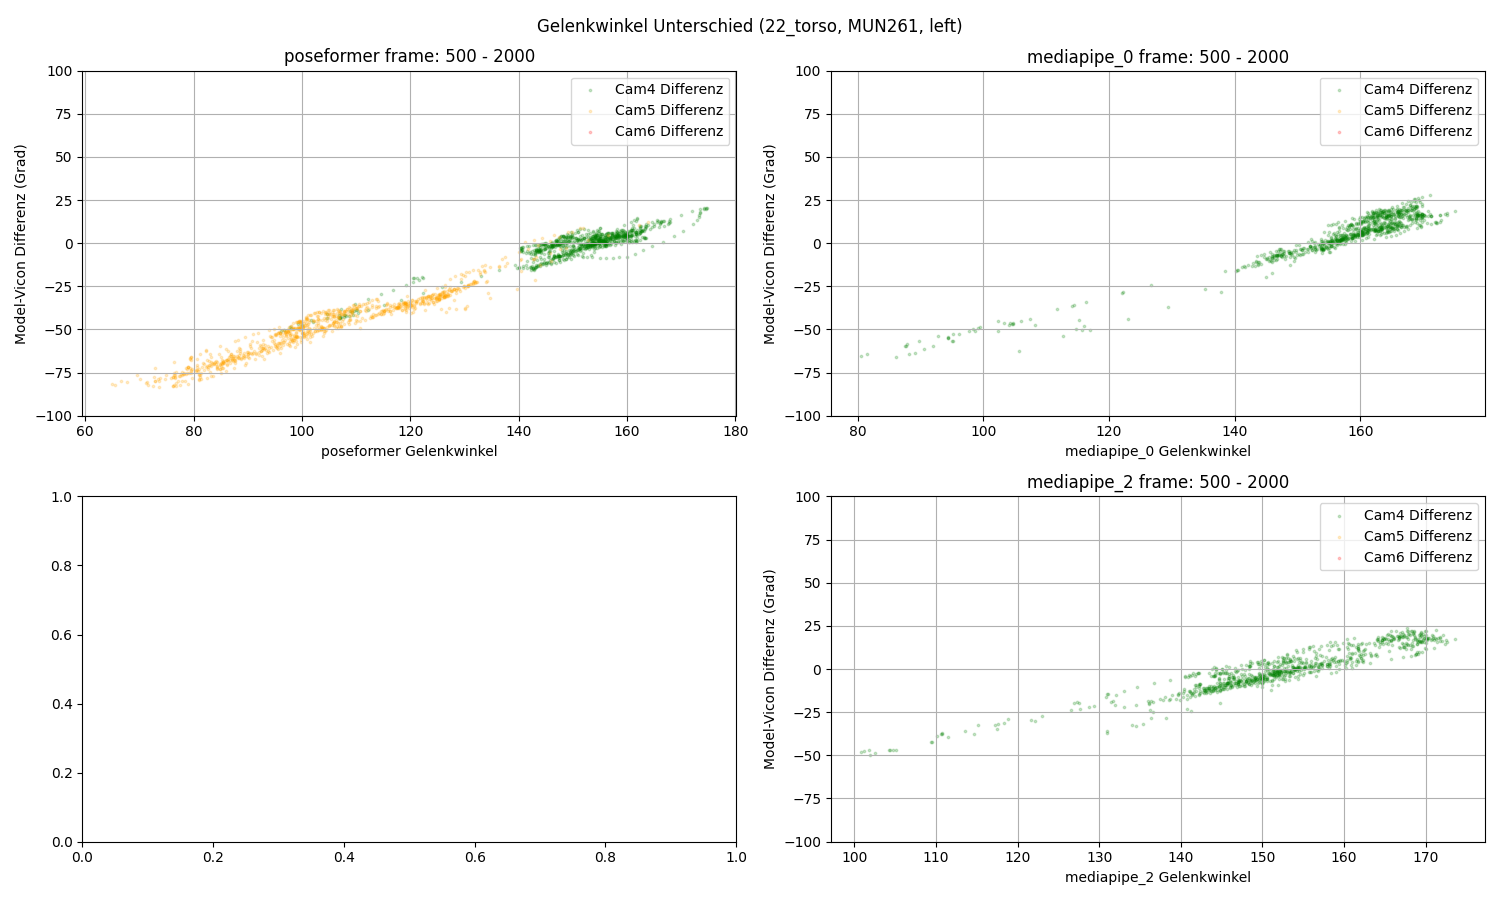 Gelenkwinkel Unterschied (22_torso, MUN261, left)
poseformer frame: 500 - 2000
100
75
50
25
0
−25
−50
−75
−100
Model-Vicon Differenz (Grad)
Cam4 Differenz
Cam5 Differenz
Cam6 Differenz
60 80 100 120 140 160 180
poseformer Gelenkwinkel
mediapipe_0 frame: 500 - 2000
100
75
50
25
0
−25
−50
−75
−100
Model-Vicon Differenz (Grad)
Cam4 Differenz
Cam5 Differenz
Cam6 Differenz
80 100 120 140 160
mediapipe_0 Gelenkwinkel
1.0
0.8
0.6
0.4
0.2
0.0
0.0 0.2 0.4 0.6 0.8 1.0
mediapipe_2 frame: 500 - 2000
100
75
50
25
0
−25
−50
−75
−100
Model-Vicon Differenz (Grad)
Cam4 Differenz
Cam5 Differenz
Cam6 Differenz
100 110 120 130 140 150 160 170
mediapipe_2 Gelenkwinkel